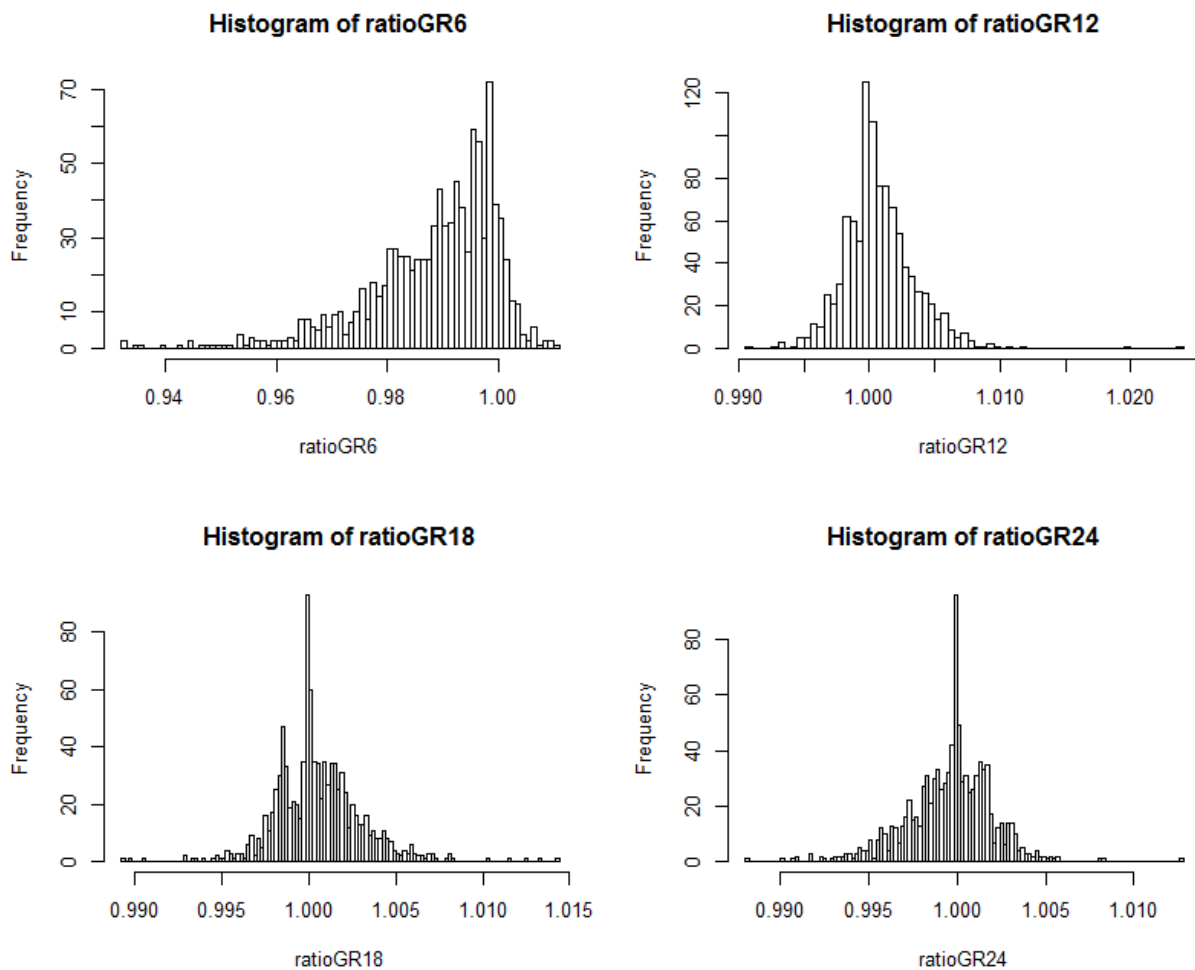 Histogram of ratioGR6
Frequency
0 10 30 50 70
0.94 0.96 0.98 1.00
ratioGR6
Histogram of ratioGR12
Frequency
0 20 40 60 80 120
0.990 1.000 1.010 1.020
ratioGR12
Histogram of ratioGR18
Frequency
0 20 40 60 80
0.990 0.995 1.000 1.005 1.010 1.015
ratioGR18
Histogram of ratioGR24
Frequency
0 20 40 60 80
0.990 0.995 1.000 1.005 1.010
ratioGR24